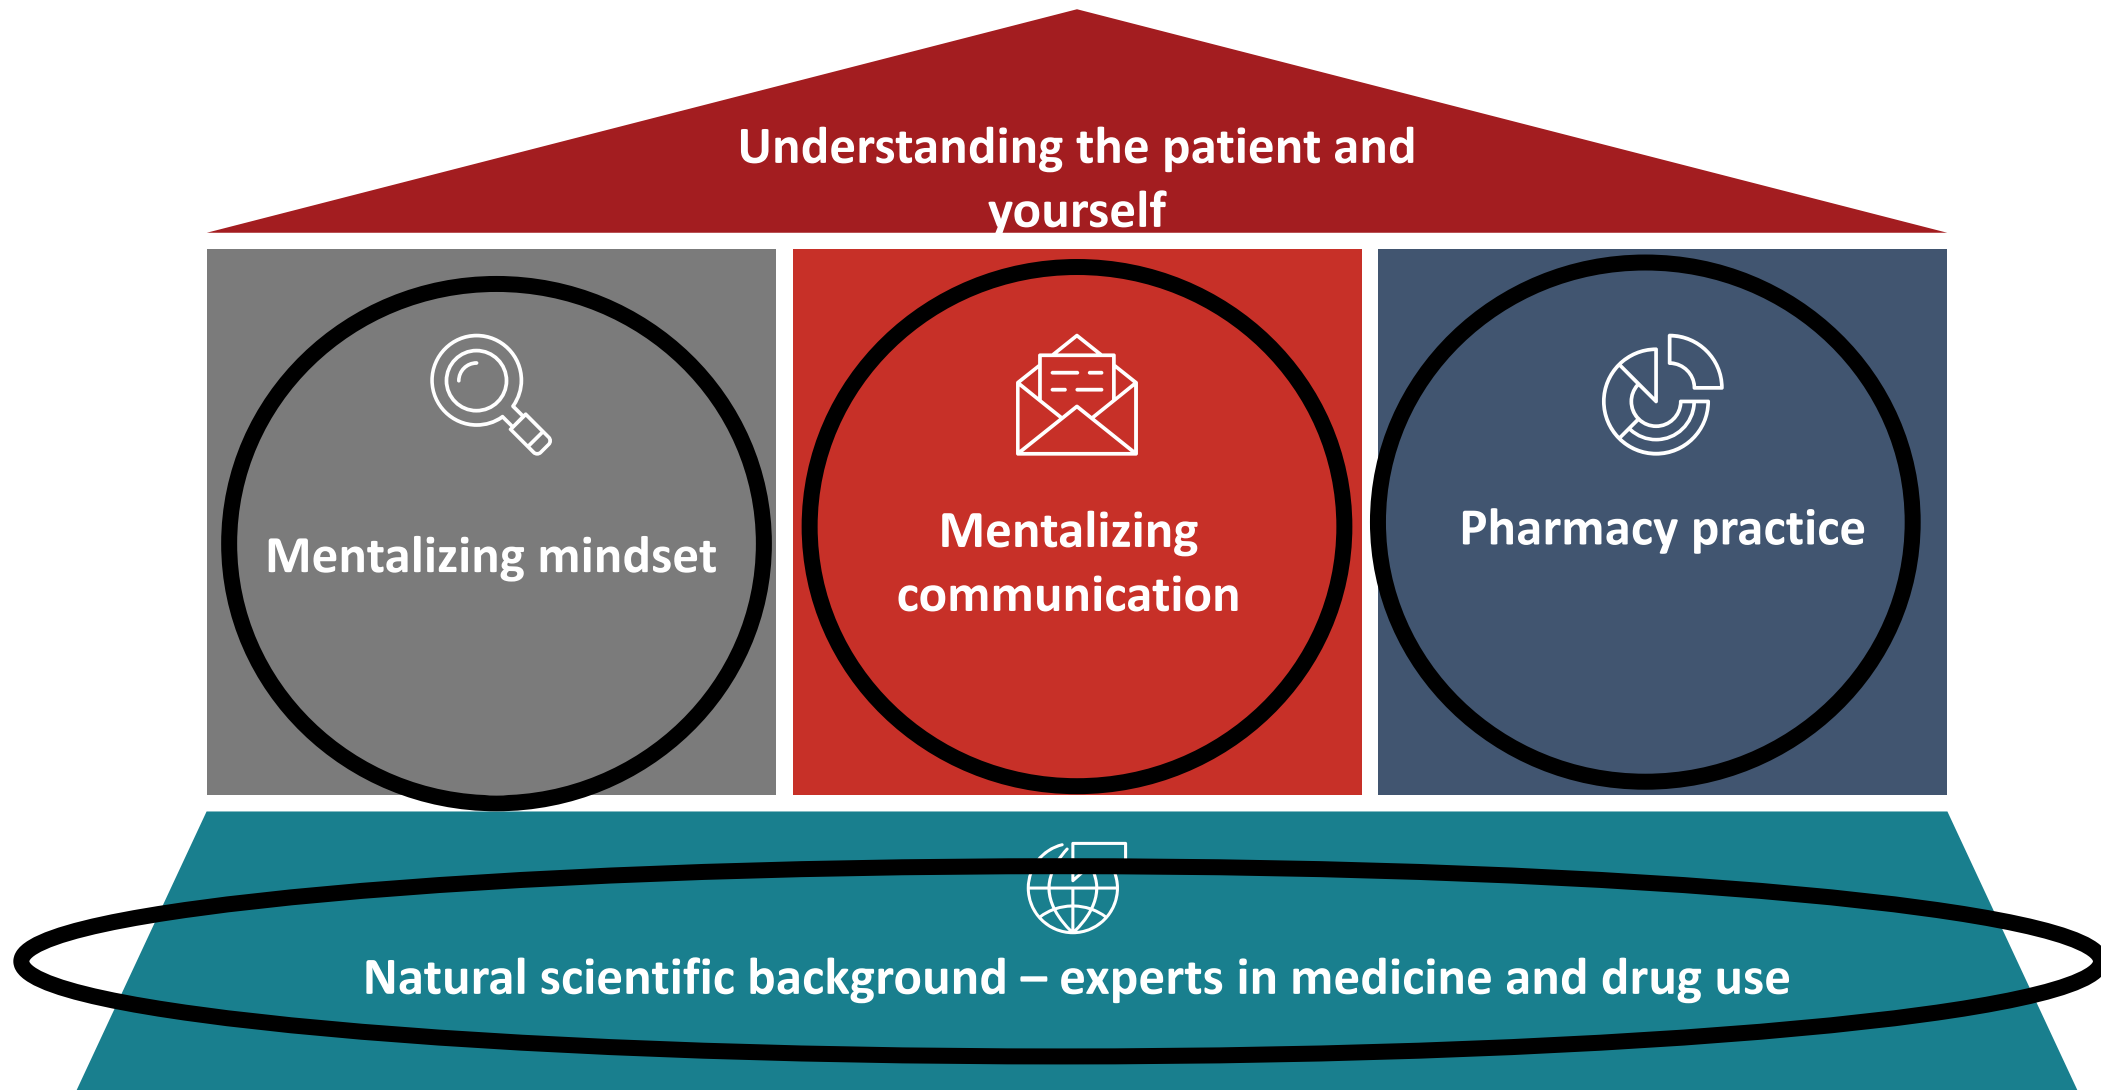 Understanding the patient and
yourself
Mentalizing mindset
Mentalizing
communication
Pharmacy practice
Natural scientific background – experts in medicine and drug use